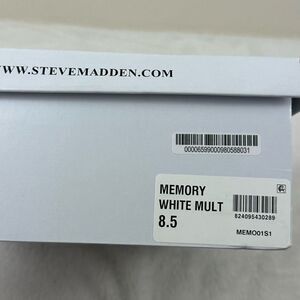 WWW.STEVEMADDEN.COM
00006599000980588031
MEMORY
WHITE MULT
8.5
824095430289
MEMO01S1